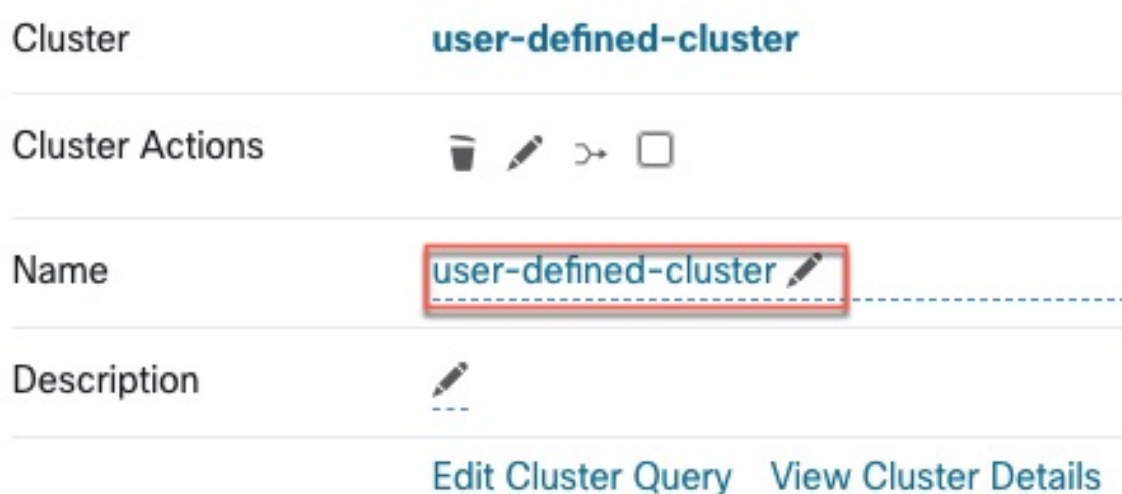 Cluster user-defined-cluster
Cluster Actions
Name user-defined-cluster
Description
Edit Cluster Query View Cluster Details